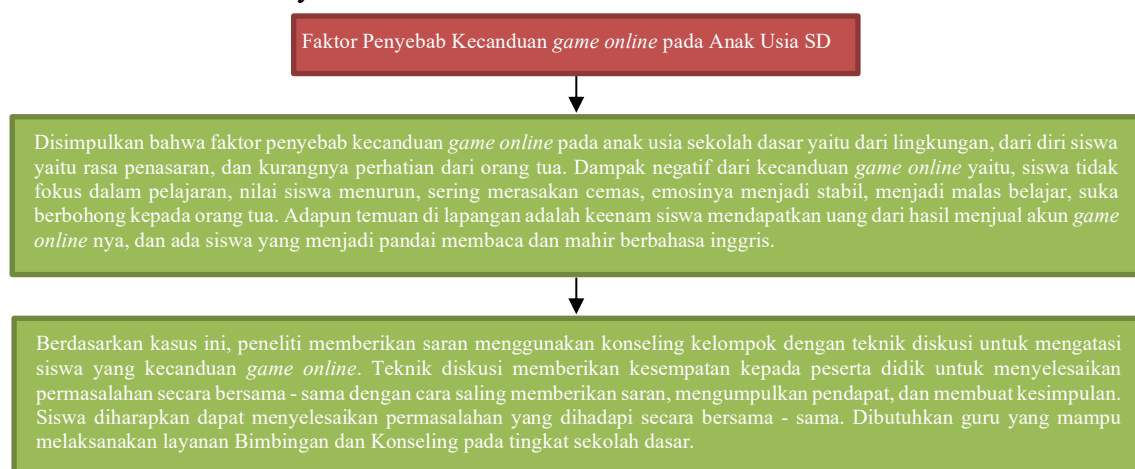 Faktor Penyebab Kecanduan game online pada Anak Usia SD
Disimpulkan bahwa faktor penyebab kecanduan game online pada anak usia sekolah dasar yaitu dari lingkungan, dari diri siswa
yaitu rasa penasaran, dan kurangnya perhatian dari orang tua. Dampak negatif dari kecanduan game online yaitu, siswa tidak
fokus dalam pelajaran, nilai siswa menurun, sering merasakan cemas, emosinya menjadi stabil, menjadi malas belajar, suka
berbohong kepada orang tua. Adapun temuan di lapangan adalah keenam siswa mendapatkan uang dari hasil menjual akun game
online nya, dan ada siswa yang menjadi pandai membaca dan mahir berbahasa inggris.
Berdasarkan kasus ini, peneliti memberikan saran menggunakan konseling kelompok dengan teknik diskusi untuk mengatasi
siswa yang kecanduan game online. Teknik diskusi memberikan kesempatan kepada peserta didik untuk menyelesaikan
permasalahan secara bersama - sama dengan cara saling memberikan saran, mengumpulkan pendapat, dan membuat kesimpulan.
Siswa diharapkan dapat menyelesaikan permasalahan yang dihadapi secara bersama - sama. Dibutuhkan guru yang mampu
melaksanakan layanan Bimbingan dan Konseling pada tingkat sekolah dasar.